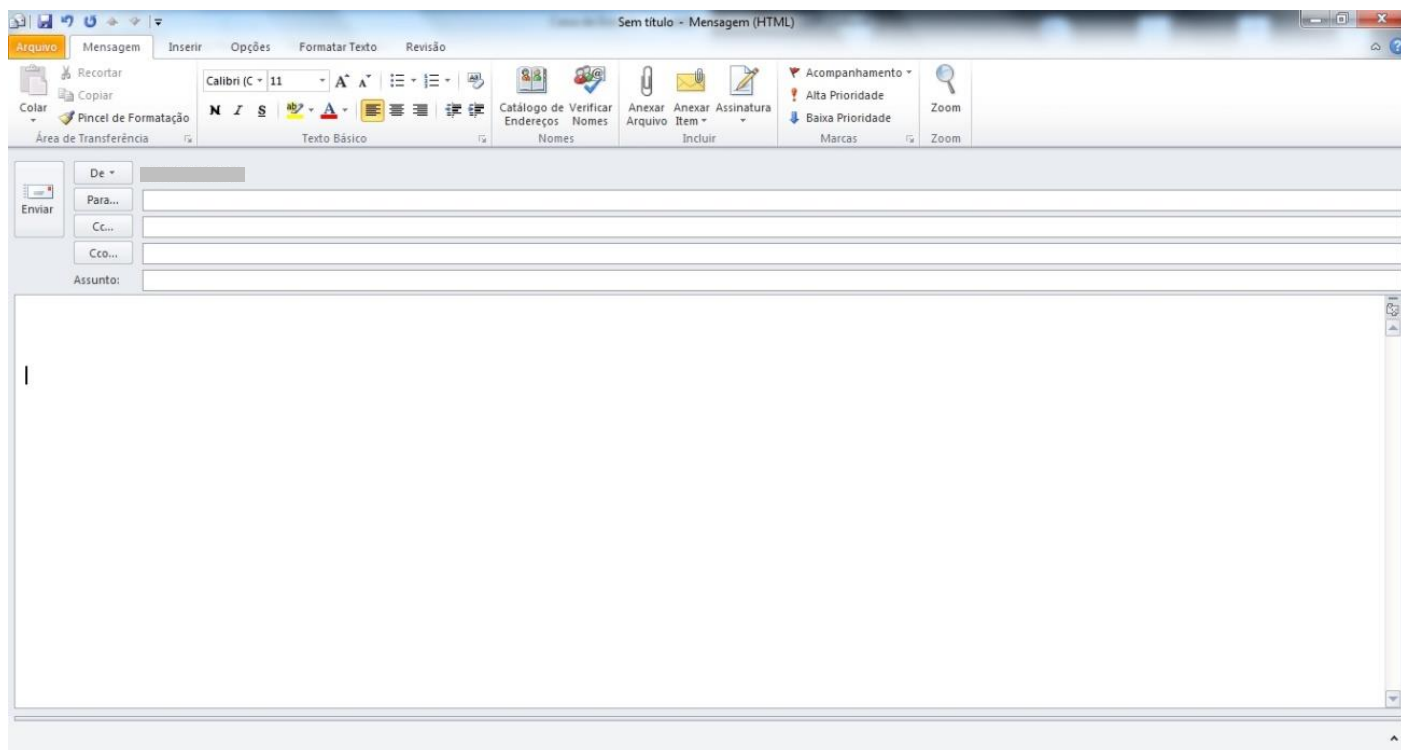 Sem título - Mensagem (HTML)
Arquivo Mensagem Inserir Opções Formatar Texto Revisão
Colar
Recortar
Copiar
Pincel de Formatação
Área de Transferência
Calibri (C 11
N I S
Texto Básico
Catálogo de Endereços
Verificar Nomes
Nomes
Anexar Arquivo
Anexar Item
Assinatura
Incluir
Acompanhamento
Alta Prioridade
Baixa Prioridade
Marcas
Zoom
Zoom
Enviar
De
Para...
Cc...
Cco...
Assunto: